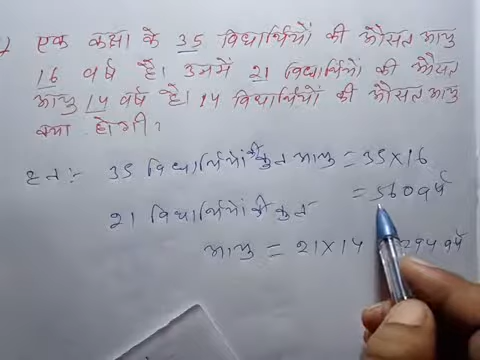 एक कक्षा के 35 विद्यार्थियों की औसत आयु
16 वर्ष है। उनमें 21 विद्यार्थियों की औसत
आयु 14 वर्ष है। 14 विद्यार्थियों की औसत आयु
क्या होगी?
हल :- 35 विद्यार्थियों की कुल आयु = 35×16
= 560 वर्ष
21 विद्यार्थियों की कुल
आयु = 21×14 294 वर्ष